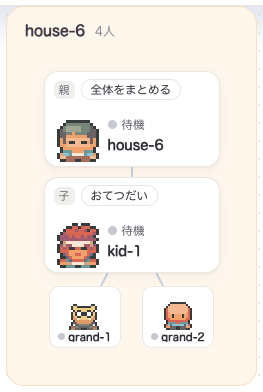 house-6 4人
親 全体をまとめる
待機
house-6
子 おてつだい
待機
kid-1
grand-1 grand-2